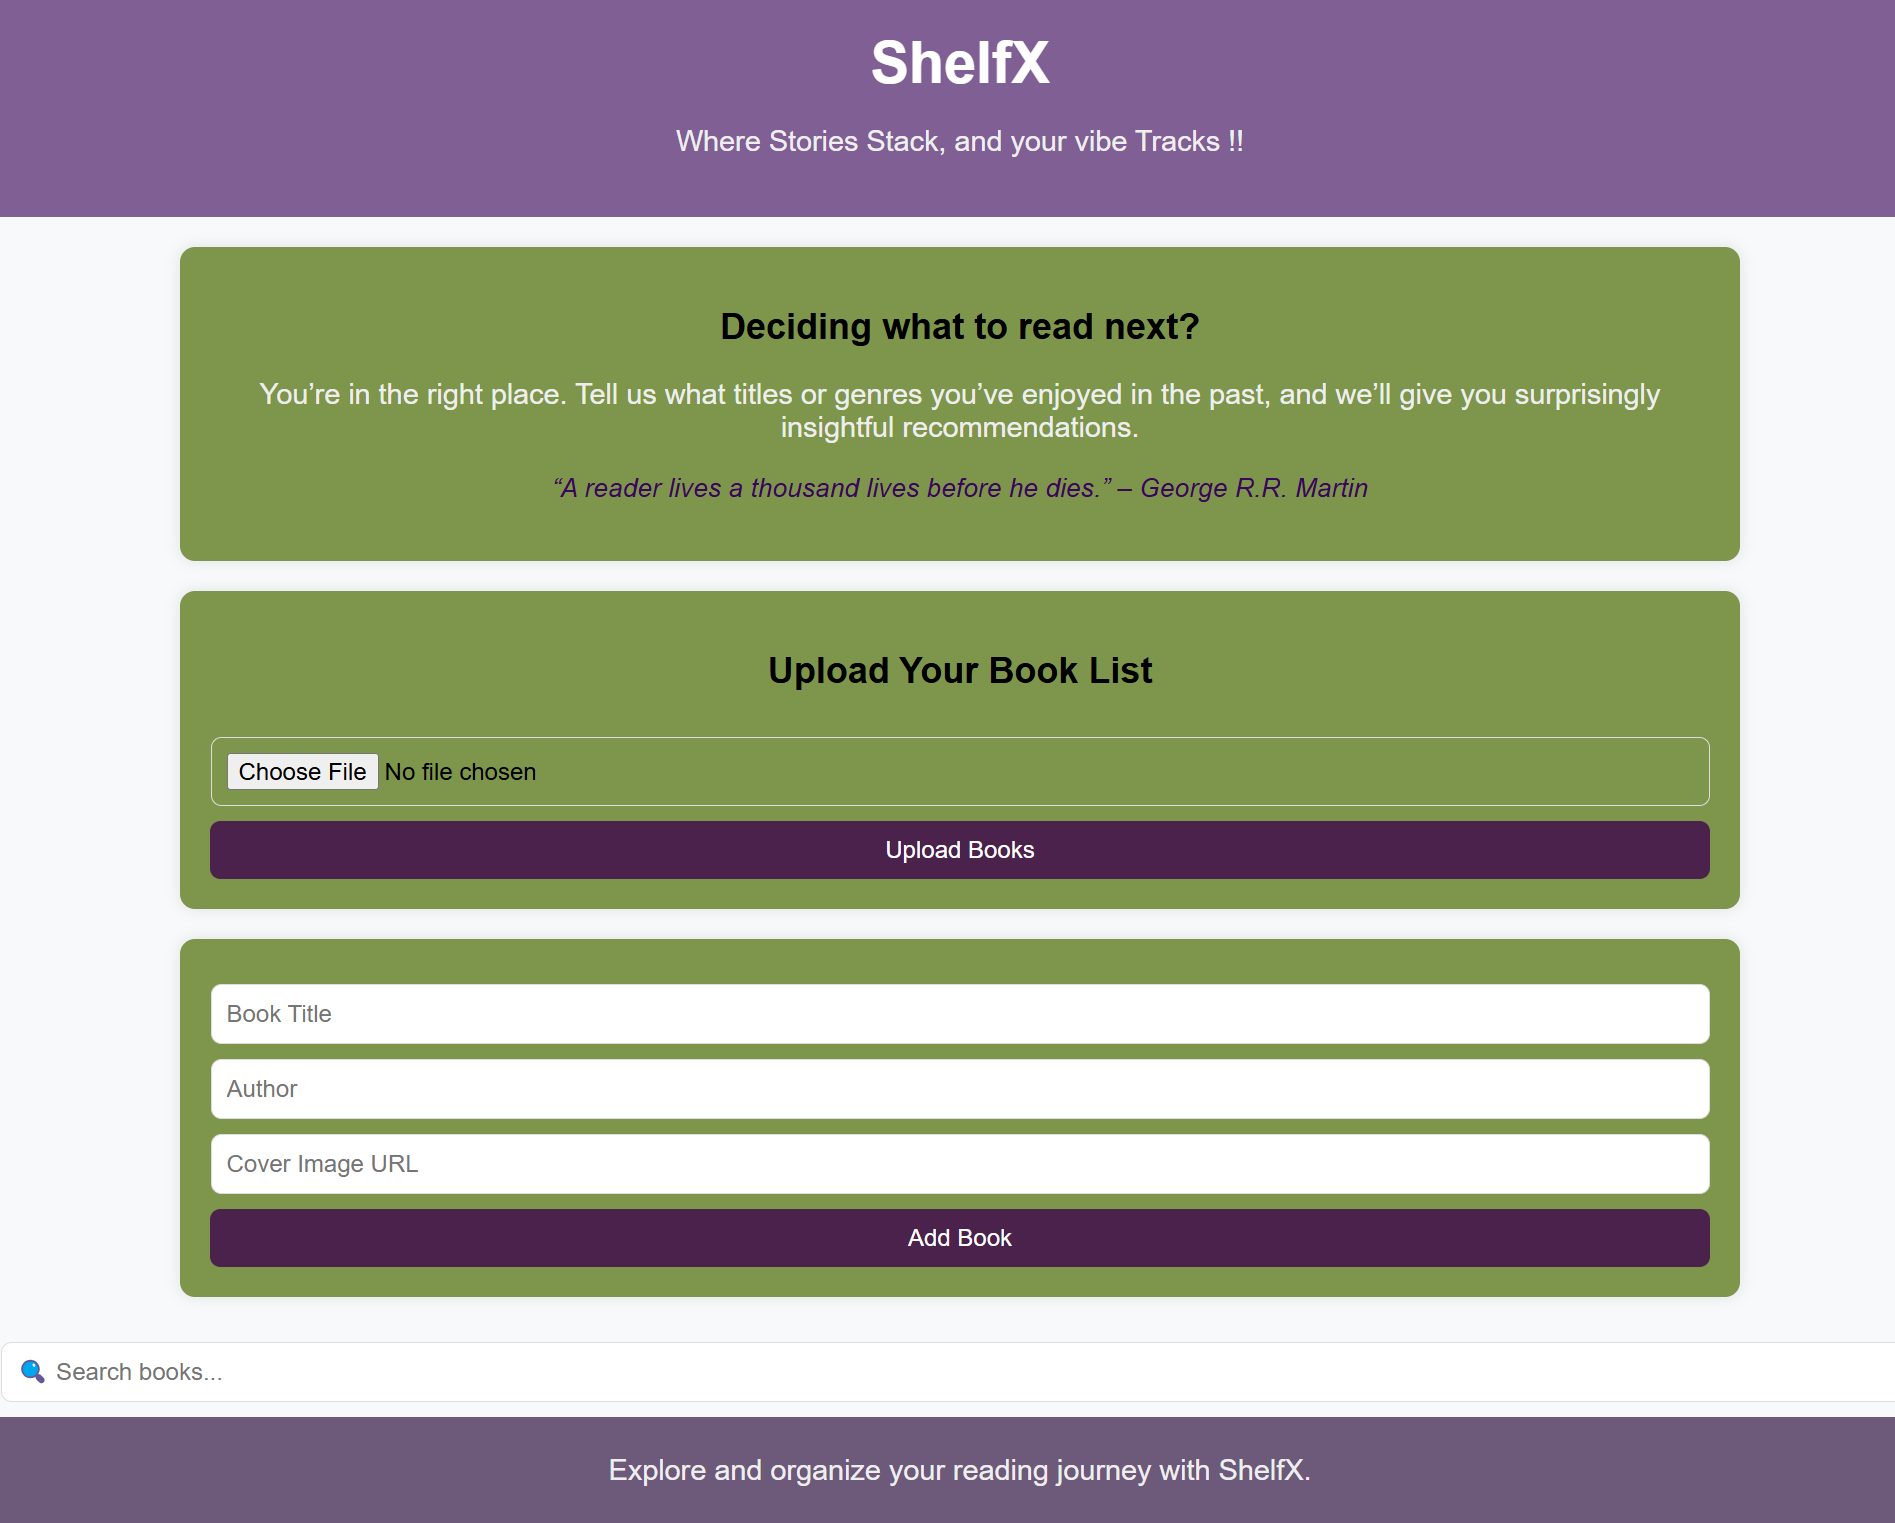 ShelfX
Where Stories Stack, and your vibe Tracks !!
Deciding what to read next?
You’re in the right place. Tell us what titles or genres you’ve enjoyed in the past, and we’ll give you surprisingly
insightful recommendations.
“A reader lives a thousand lives before he dies.” – George R.R. Martin
Upload Your Book List
Choose File No file chosen
Upload Books
Book Title
Author
Cover Image URL
Add Book
🔍 Search books...
Explore and organize your reading journey with ShelfX.